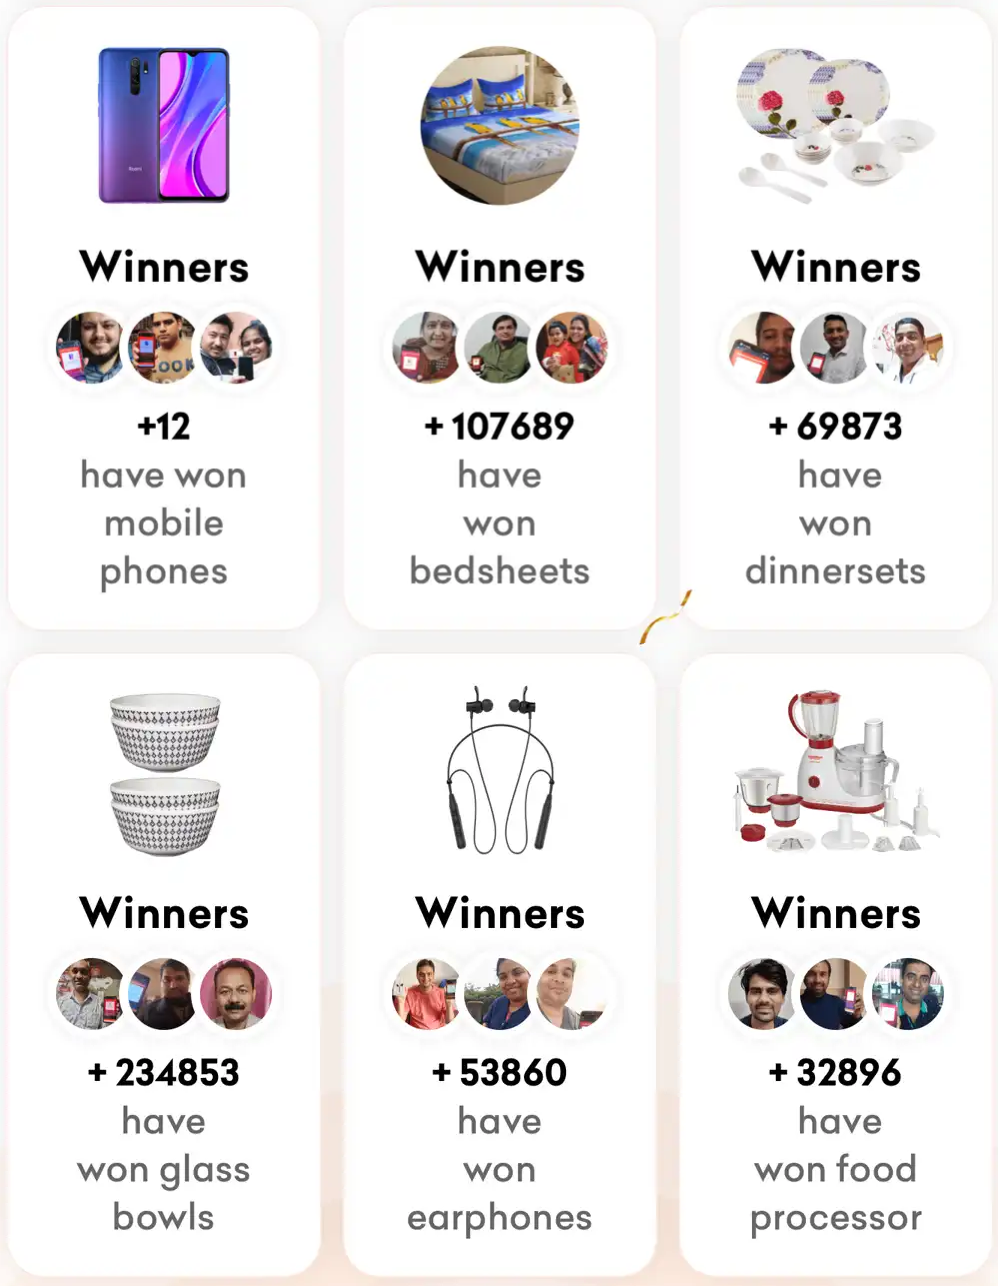 Redmi
Winners
+12
have won
mobile
phones
Winners
+ 107689
have
won
bedsheets
Winners
+ 69873
have
won
dinnersets
Winners
+ 234853
have
won glass
bowls
Winners
+ 53860
have
won
earphones
Winners
+ 32896
have
won food
processor